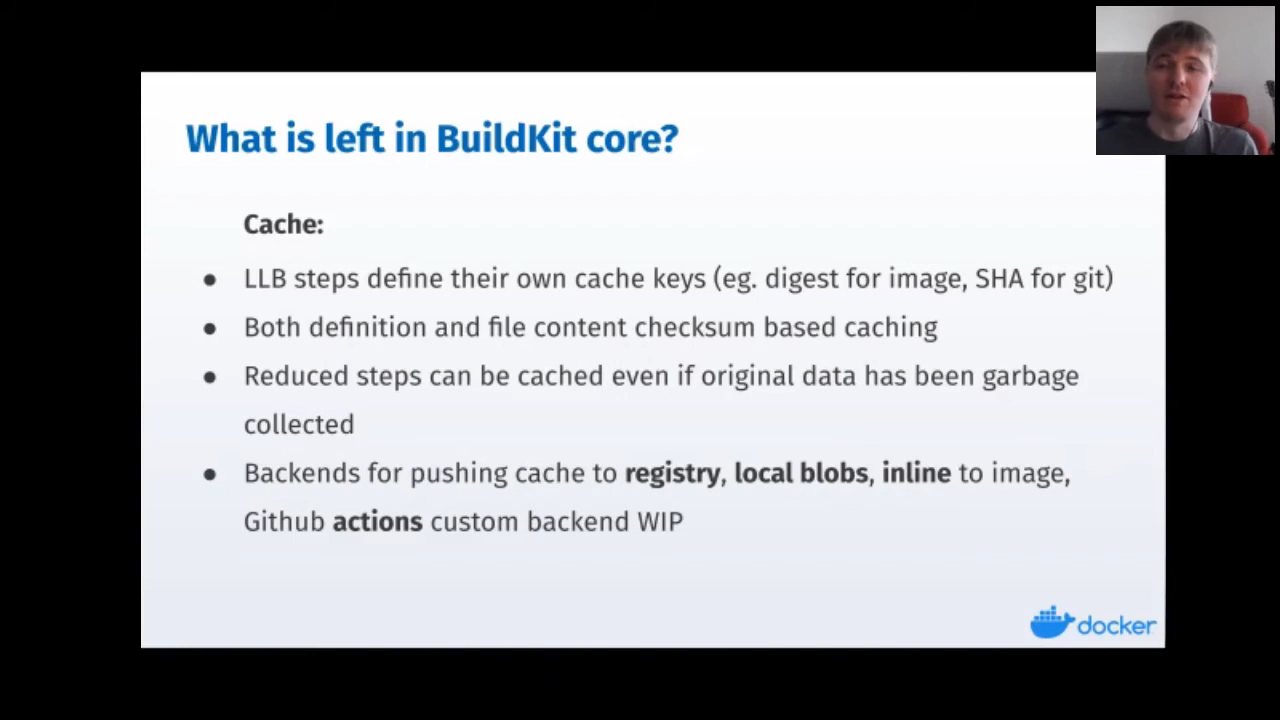 What is left in BuildKit core?
Cache:
● LLB steps define their own cache keys (eg. digest for image, SHA for git)
● Both definition and file content checksum based caching
● Reduced steps can be cached even if original data has been garbage
collected
● Backends for pushing cache to registry, local blobs, inline to image,
Github actions custom backend WIP
docker